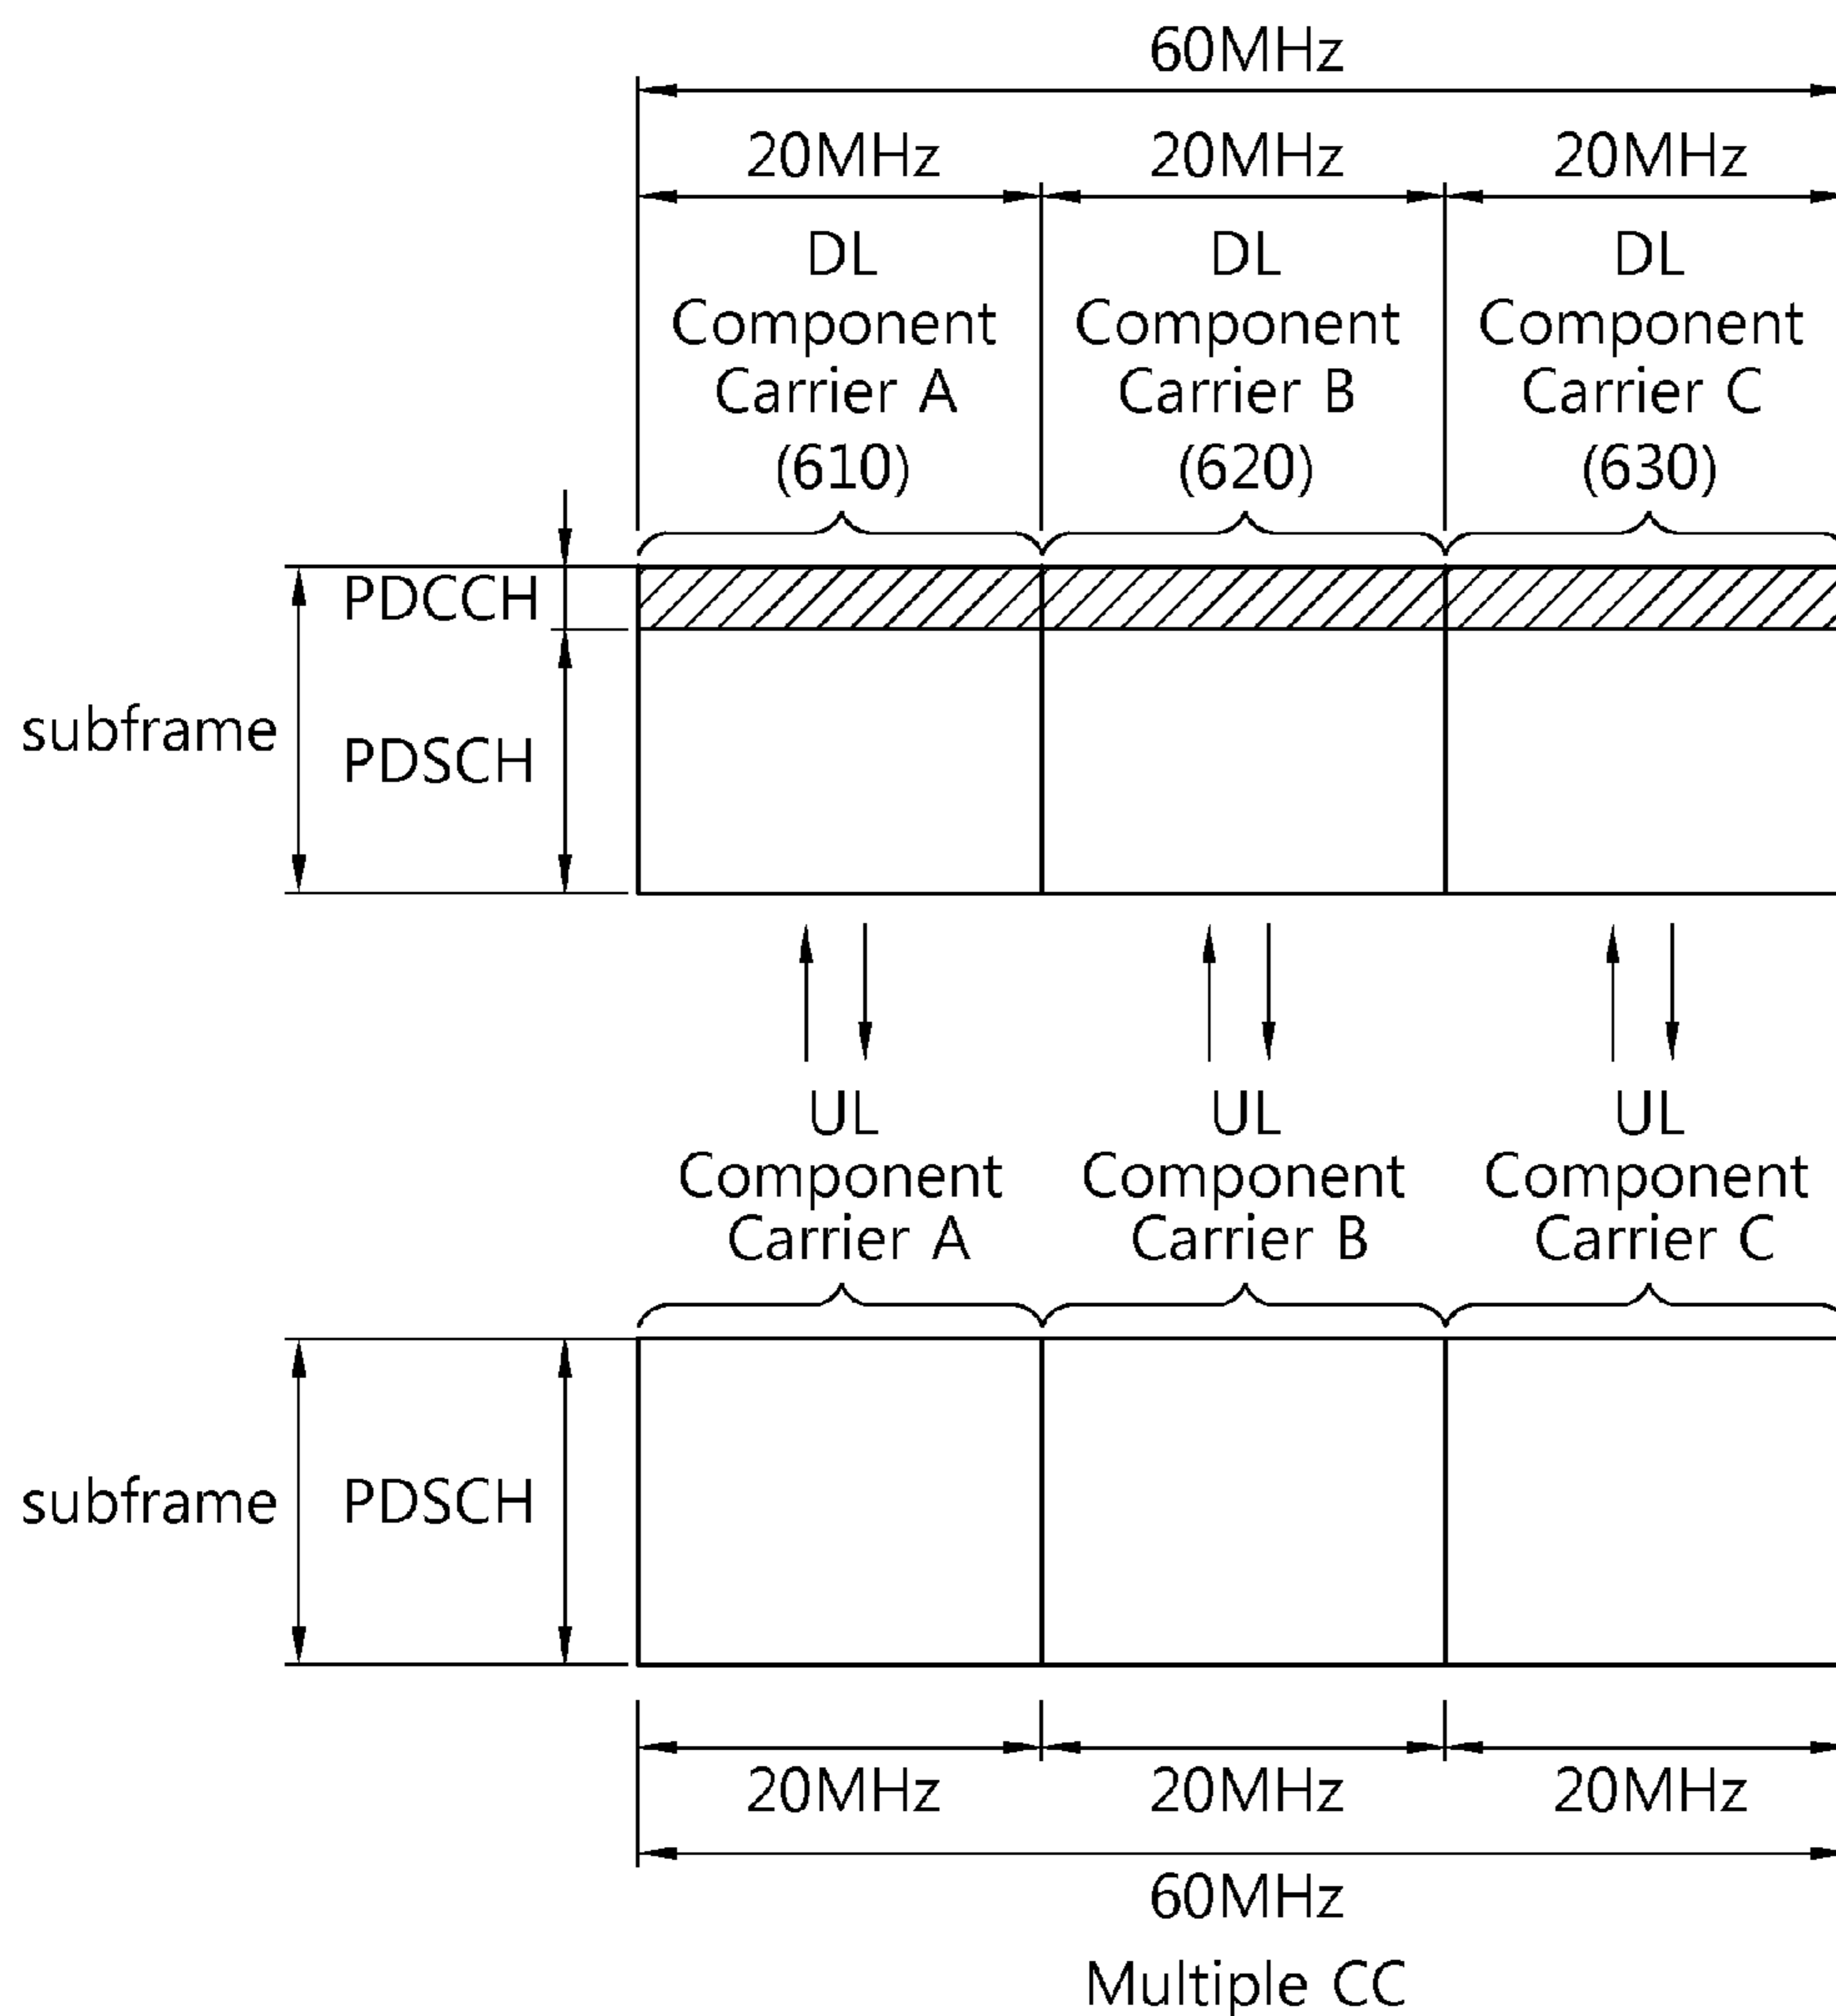 60MHz
20MHz 20MHz 20MHz
DL DL DL
Component Component Component
Carrier A Carrier B Carrier C
(610) (620) (630)
PDCCH
subframe
PDSCH
UL UL UL
Component Component Component
Carrier A Carrier B Carrier C
subframe PDSCH
20MHz 20MHz 20MHz
60MHz
Multiple CC